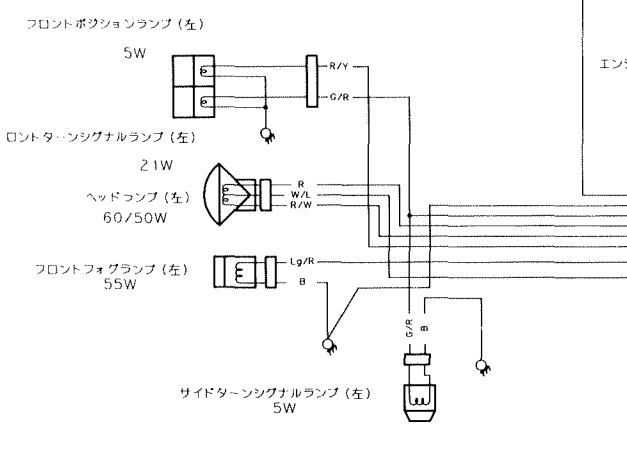 フロントポジションランプ（左）
5W
R/Y
エンジ
G/R
ロントターンシグナルランプ（左）
21W
R
W/L
R/W
ヘッドランプ（左）
60/50W
Lg/R
フロントフォグランプ（左）
55W
B
G/R
B
サイドターンシグナルランプ（左）
5W